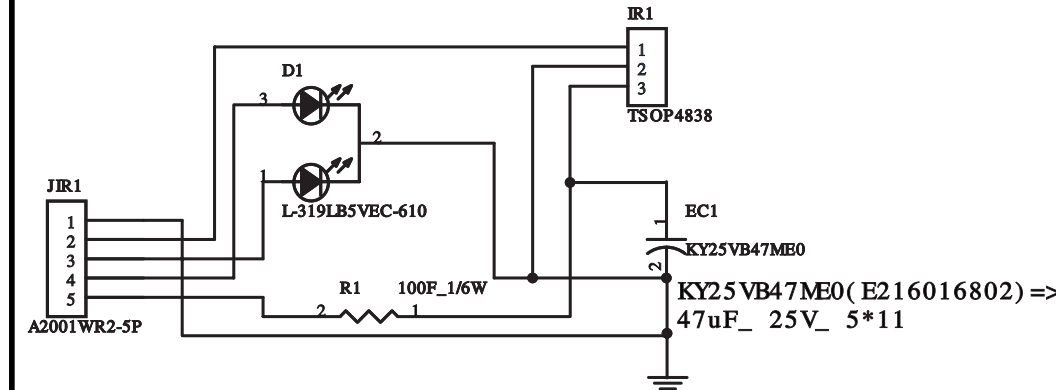 IR1
1
2
3
TSOP4838
D1
3
2
1
L-319LB5VEC-610
JIR1
1
2
3
4
5
A2001WR2-5P
R1 100F_1/6W
2 1
EC1
1
KY25VB47ME0
2
KY25VB47ME0( E216016802) =>
47uF_ 25V_ 5*11